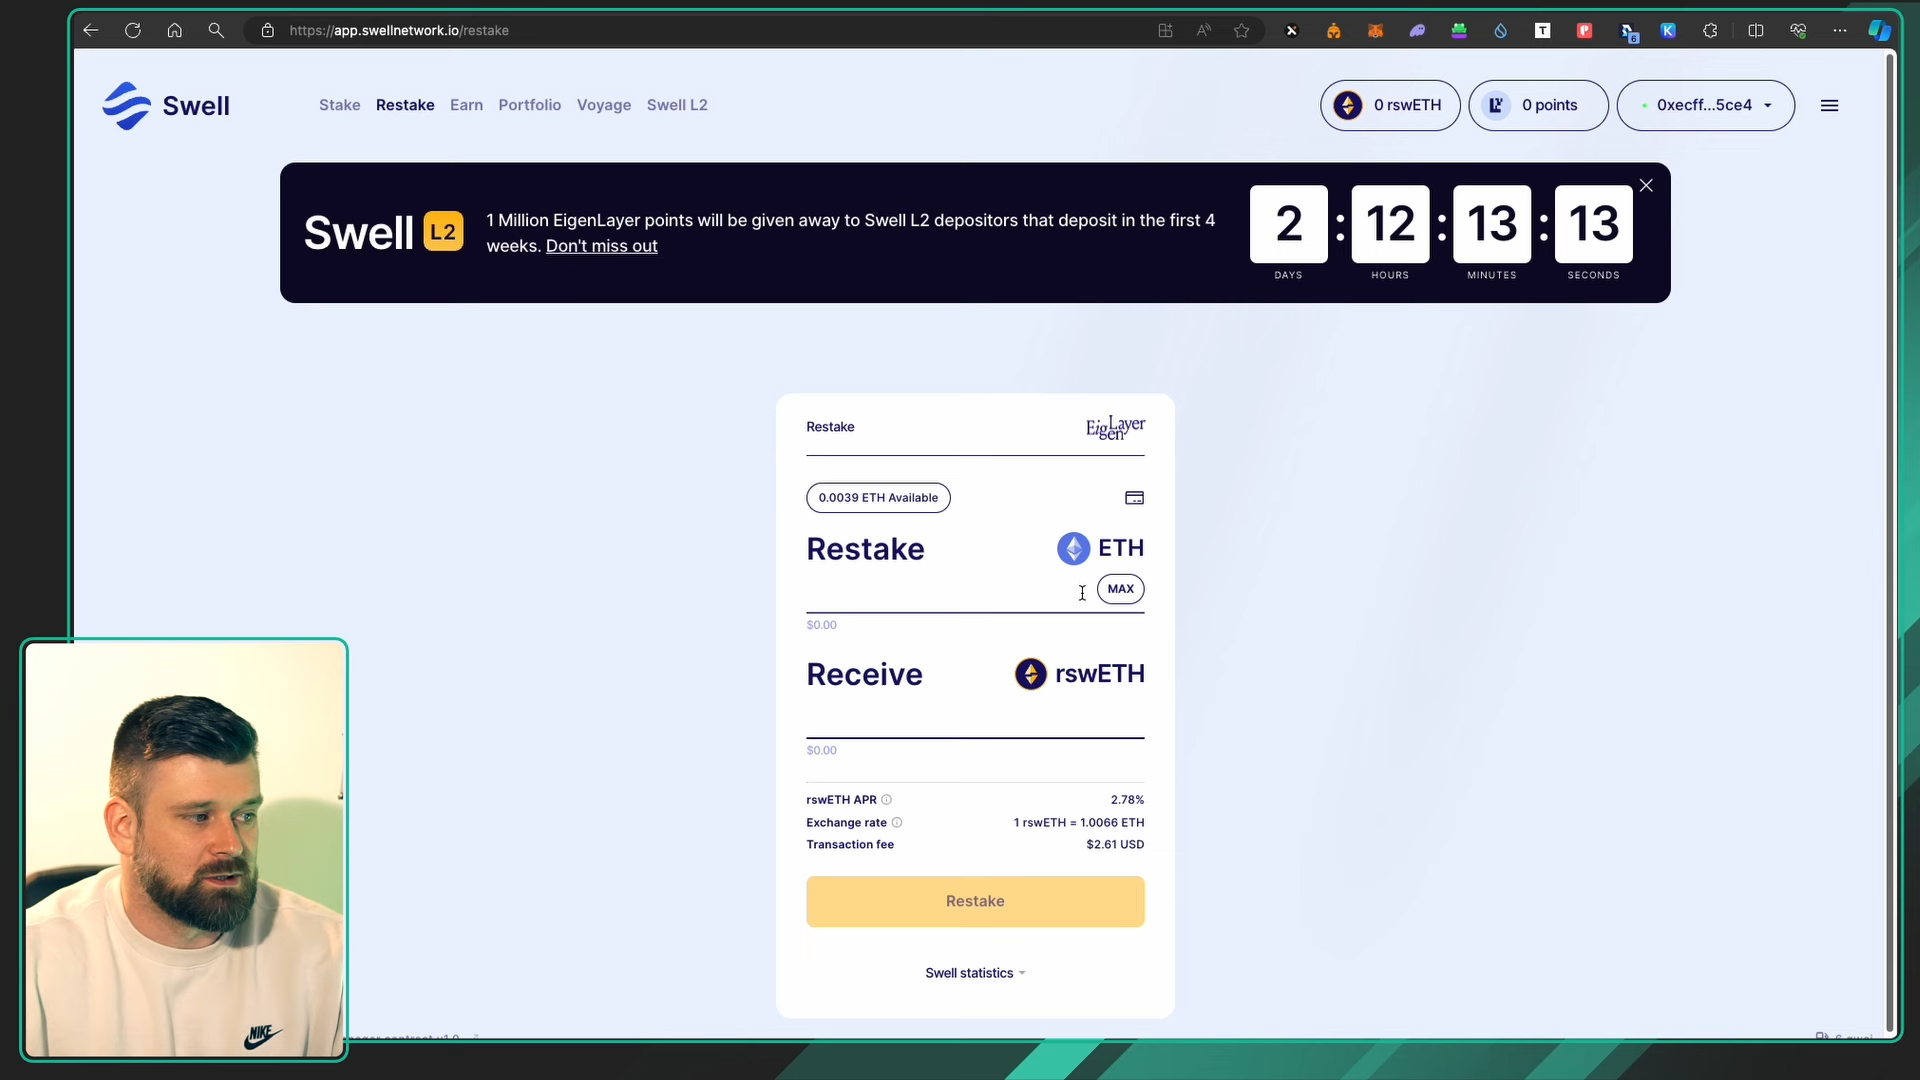 https://app.swellnetwork.io/restake
Swell
Stake
Restake
Earn
Portfolio
Voyage
Swell L2
0 rswETH
0 points
0xecff...5ce4
Swell L2
1 Million EigenLayer points will be given away to Swell L2 depositors that deposit in the first 4
weeks. Don't miss out
2 : 12 : 13 : 13
DAYS HOURS MINUTES SECONDS
Restake
EigenLayer
0.0039 ETH Available
Restake
ETH
MAX
$0.00
Receive
rswETH
$0.00
rswETH APR
2.78%
Exchange rate
1 rswETH = 1.0066 ETH
Transaction fee
$2.61 USD
Restake
Swell statistics
NIKE